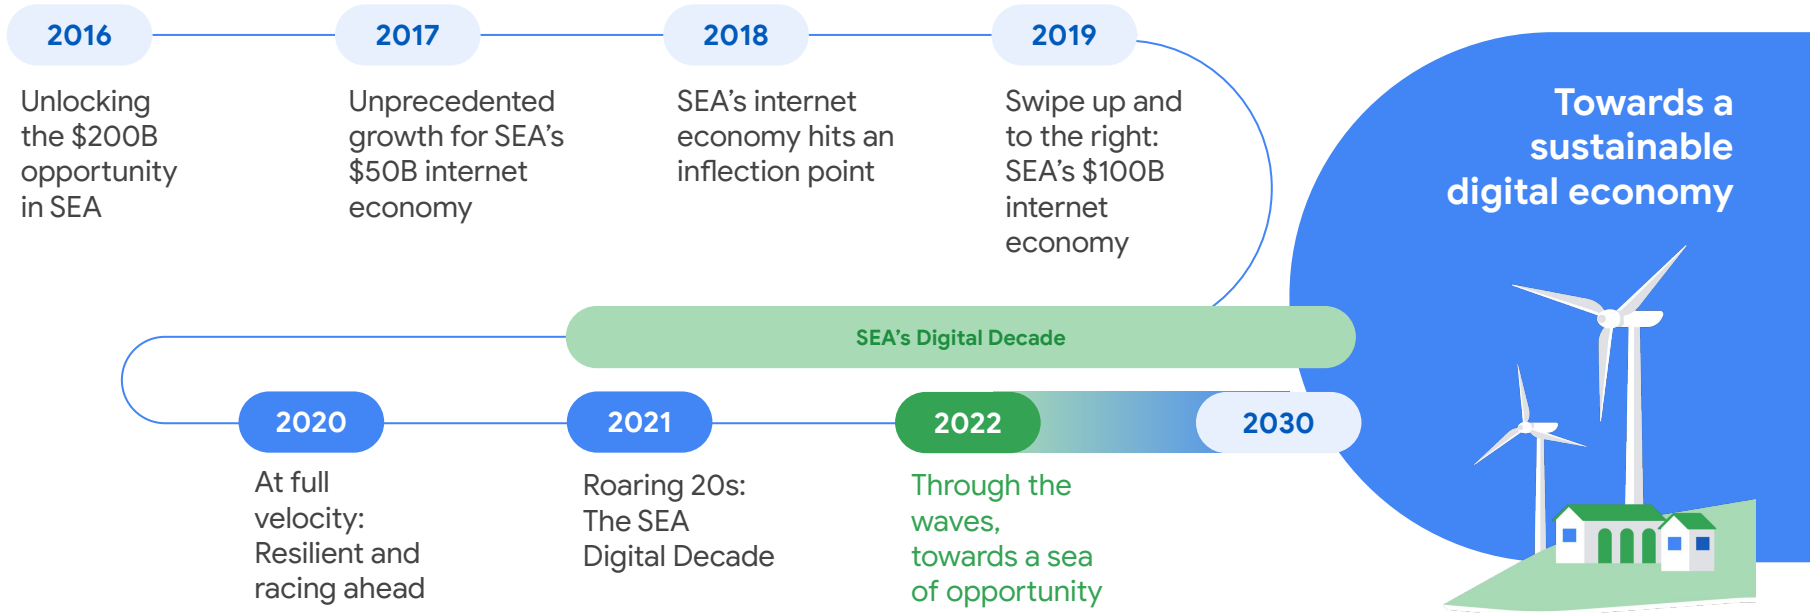 2016
Unlocking
the $200B
opportunity
in SEA
2017
Unprecedented
growth for SEA’s
$50B internet
economy
2018
SEA’s internet
economy hits an
inflection point
2019
Swipe up and
to the right:
SEA’s $100B
internet
economy
Towards a
sustainable
digital economy
SEA’s Digital Decade
2020
At full
velocity:
Resilient and
racing ahead
2021
Roaring 20s:
The SEA
Digital Decade
2022
Through the
waves,
towards a sea
of opportunity
2030